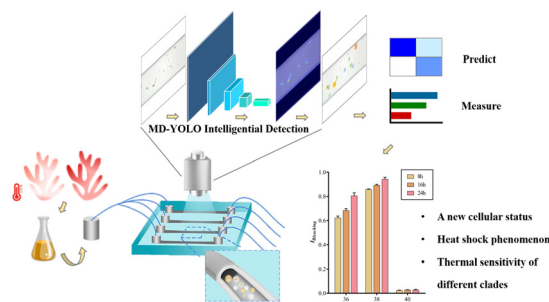 MD-YOLO Intelligential Detection
Predict
Measure
8h
16h
24h
1.0
0.8
0.6
0.4
0.2
0.0
36
38
40
• A new cellular status
• Heat shock phenomenon
• Thermal sensitivity of
different clades